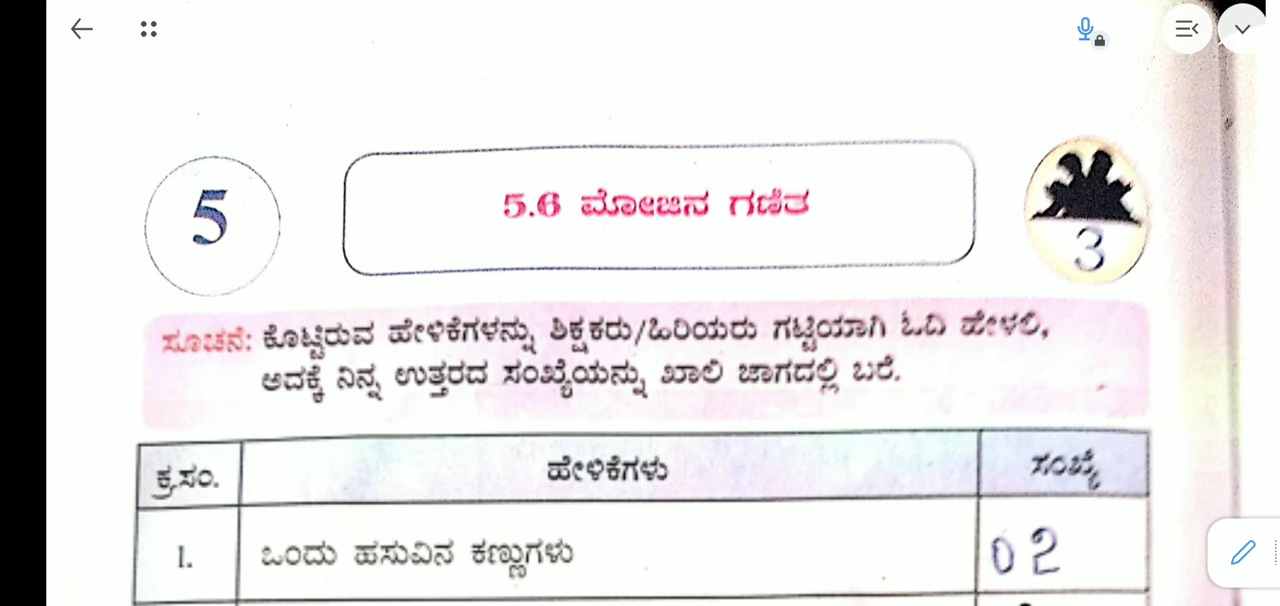 5
5.6 ಮೋಜಿನ ಗಣಿತ
3
ಸೂಚನೆ: ಕೊಟ್ಟಿರುವ ಹೇಳಿಕೆಗಳನ್ನು ಶಿಕ್ಷಕರು/ಹಿರಿಯರು ಗಟ್ಟಿಯಾಗಿ ಓದಿ ಹೇಳಲಿ,
ಅದಕ್ಕೆ ನಿನ್ನ ಉತ್ತರದ ಸಂಖ್ಯೆಯನ್ನು ಖಾಲಿ ಜಾಗದಲ್ಲಿ ಬರೆ.
ಕ್ರ.ಸಂ. ಹೇಳಿಕೆಗಳು ಸಂಖ್ಯೆ
1. ಒಂದು ಹಸುವಿನ ಕಣ್ಣುಗಳು 02